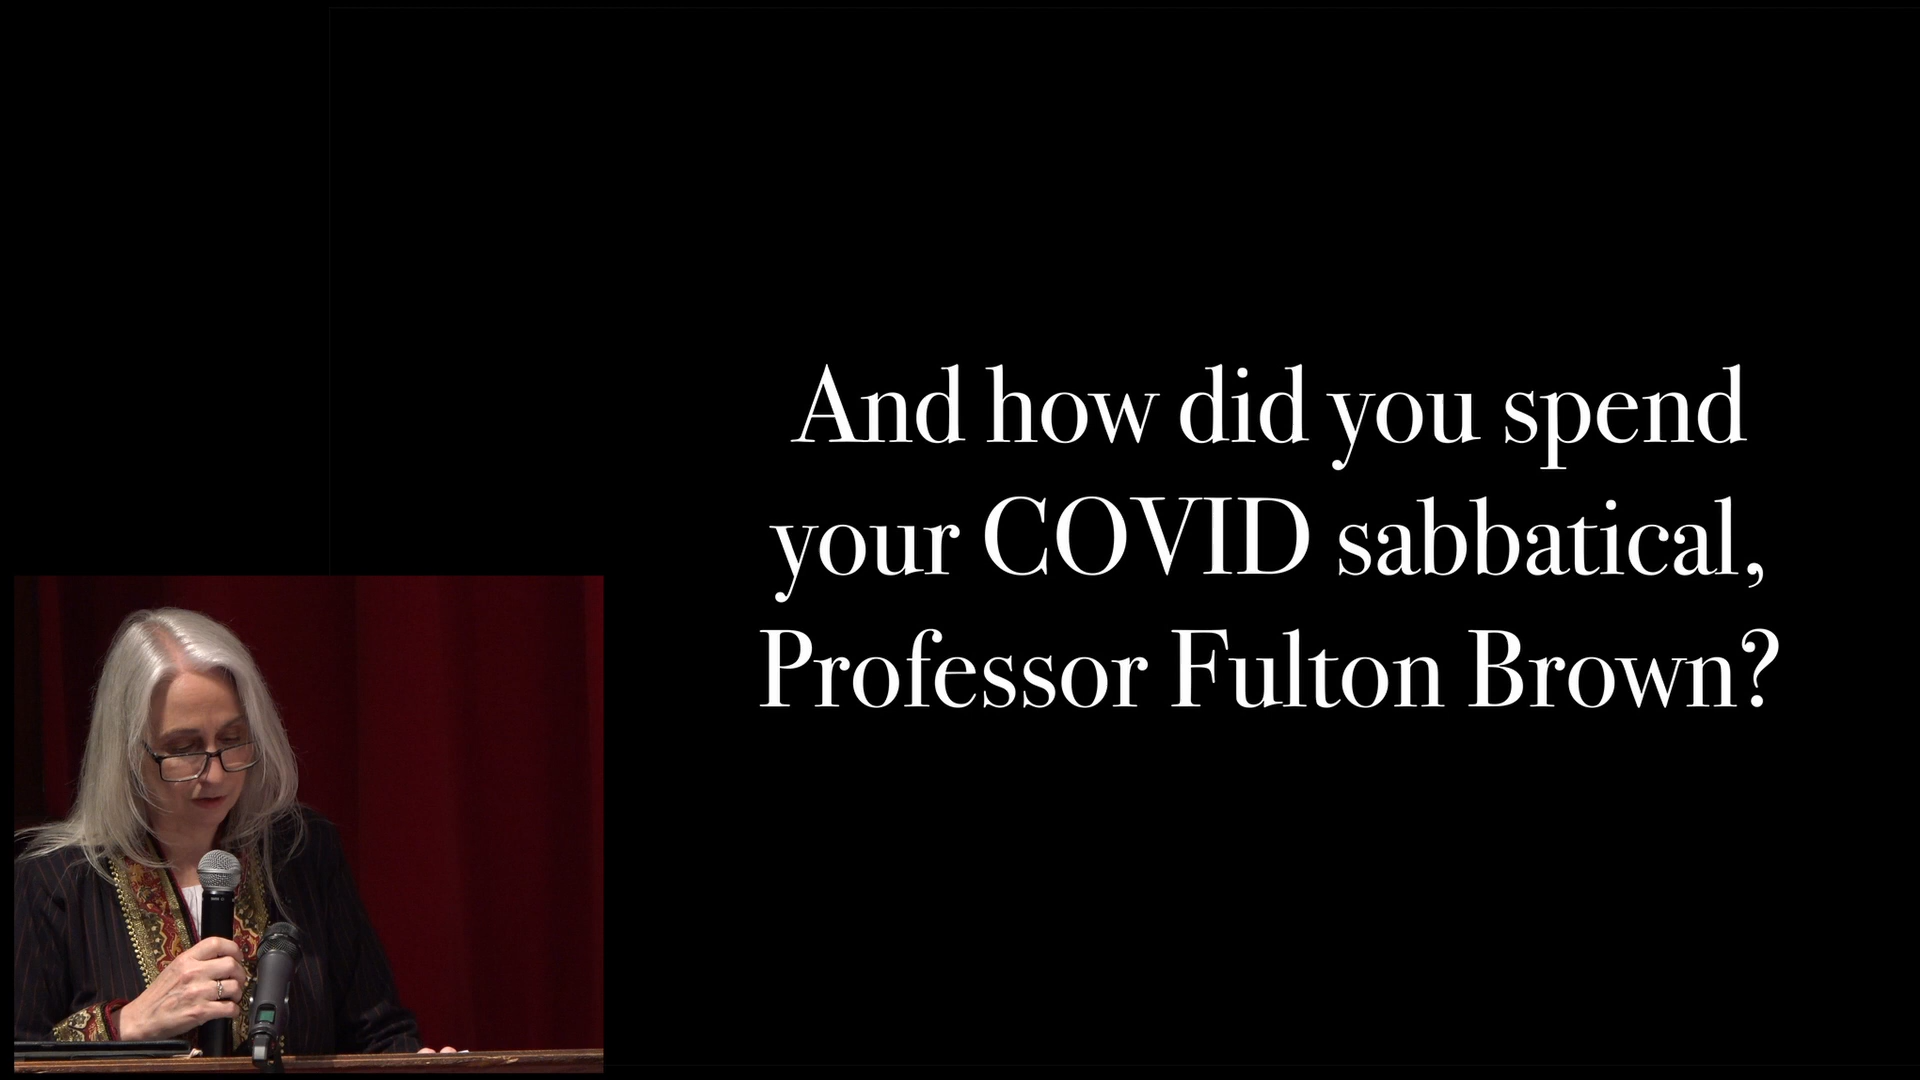 And how did you spend
your COVID sabbatical,
Professor Fulton Brown?